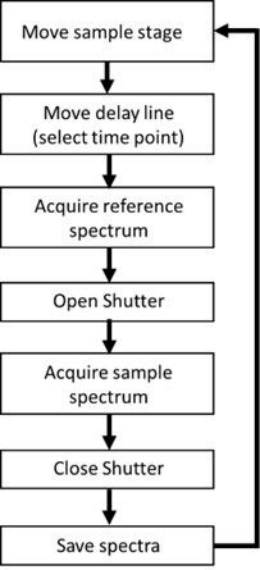 Move sample stage
Move delay line
(select time point)
Acquire reference
spectrum
Open Shutter
Acquire sample
spectrum
Close Shutter
Save spectra